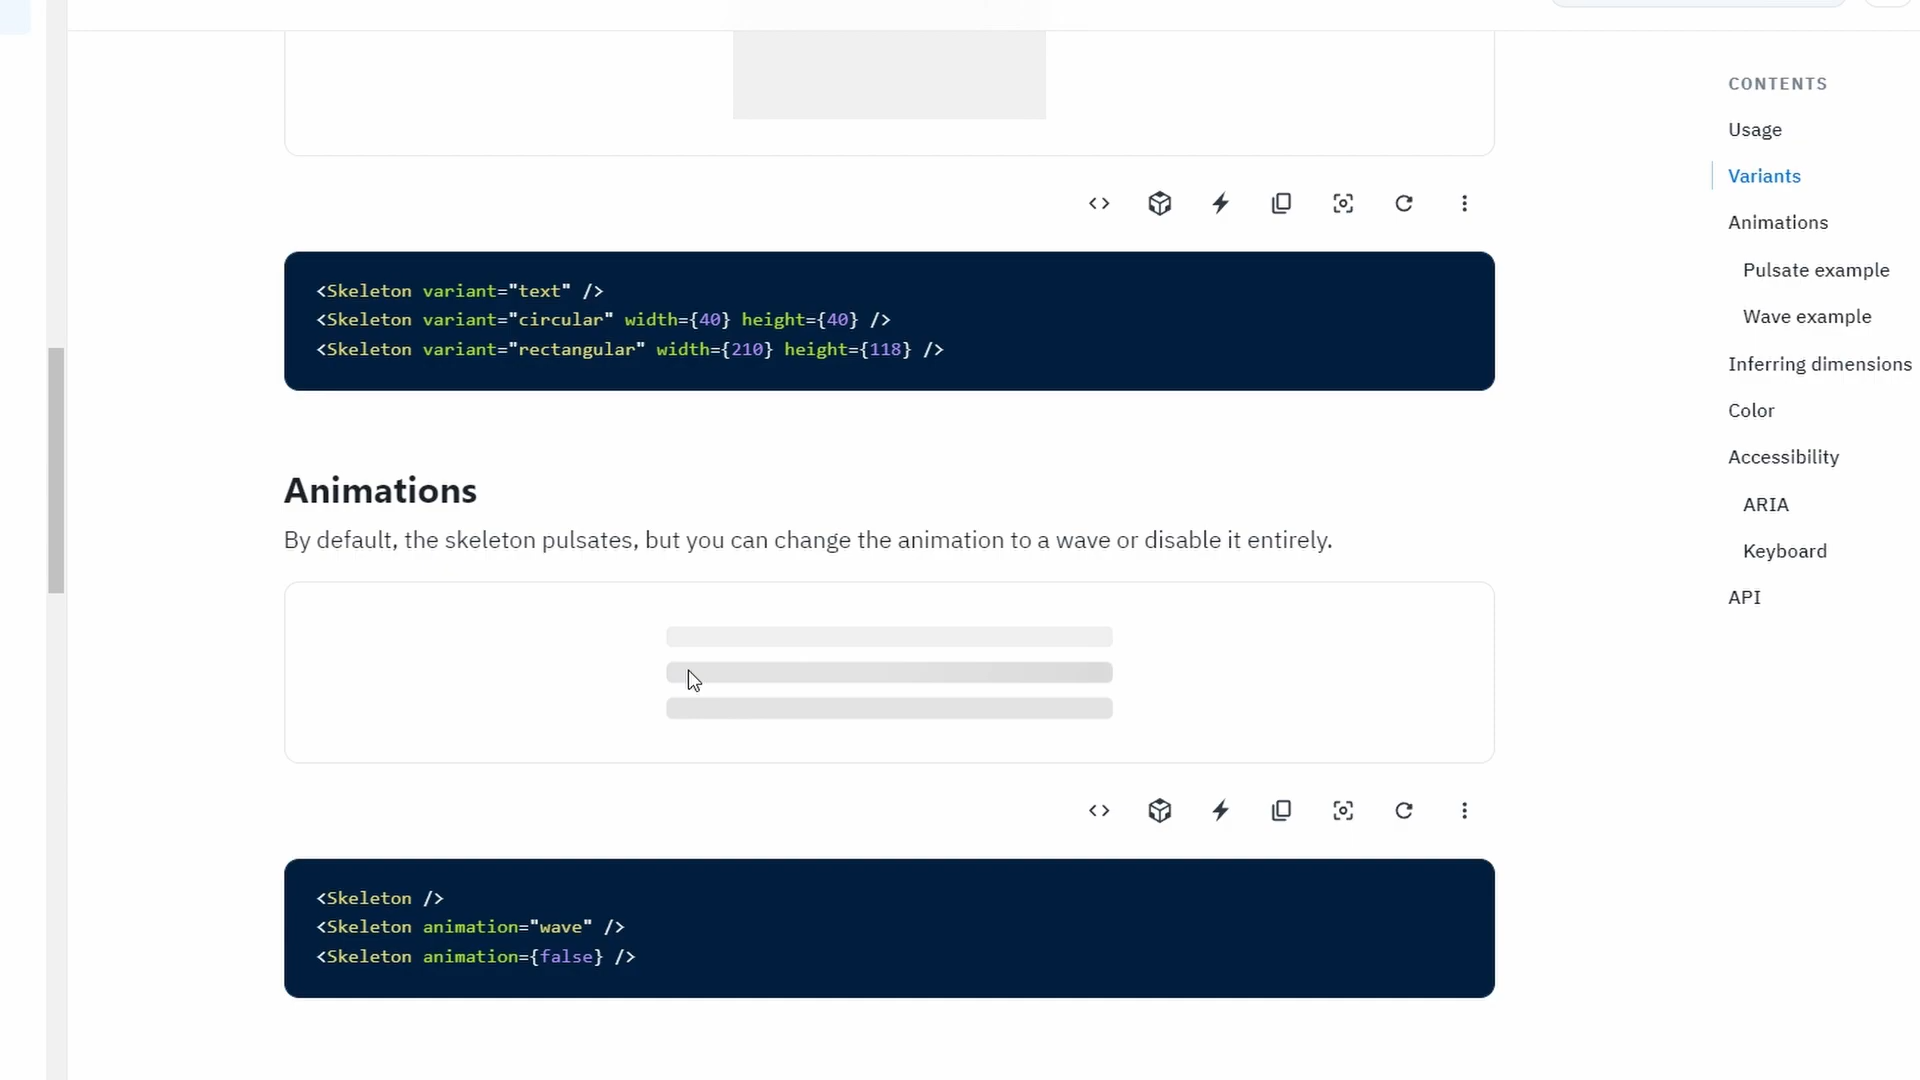 <Skeleton variant="text" />
<Skeleton variant="circular" width={40} height={40} />
<Skeleton variant="rectangular" width={210} height={118} />
Animations
By default, the skeleton pulsates, but you can change the animation to a wave or disable it entirely.
<Skeleton />
<Skeleton animation="wave" />
<Skeleton animation={false} />
CONTENTS
Usage
Variants
Animations
Pulsate example
Wave example
Inferring dimensions
Color
Accessibility
ARIA
Keyboard
API